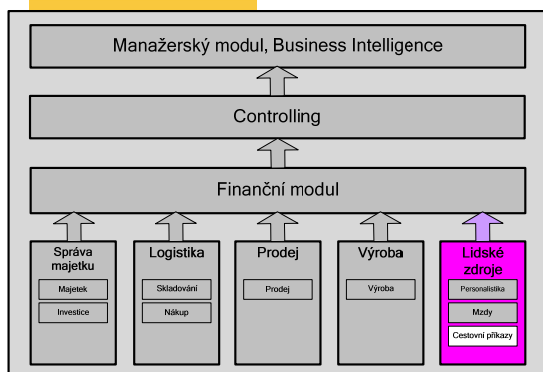 Manažerský modul, Business Intelligence
Controlling
Finanční modul
Správa
majetku
Majetek
Investice
Logistika
Skladování
Nákup
Prodej
Prodej
Výroba
Výroba
Lidské
zdroje
Personalistika
Mzdy
Cestovní příkazy